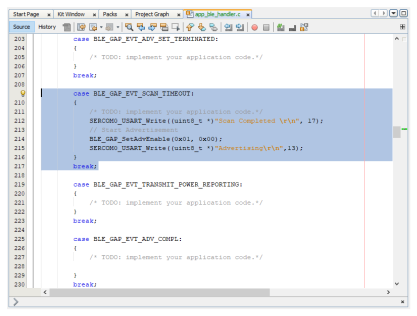 Start Page
Kit Window
Packs
Project Graph
app_ble_handler.c
Source
History
203 case BLE_GAP_EVT_ADV_SET_TERMINATED:
204 {
205 /* TODO: implement your application code.*/
206 }
207 break;
208
case BLE_GAP_EVT_SCAN_TIMEOUT:
210 {
211 /* TODO: implement your application code.*/
212 SERCOM0_USART_Write((uint8_t *)"Scan Completed \r\n", 17);
213 // Start Advertisement
214 BLE_GAP_SetAdvEnable(0x01, 0x00);
215 SERCOM0_USART_Write((uint8_t *)"Advertising\r\n",13);
216 }
217 break;
218
219 case BLE_GAP_EVT_TRANSMIT_POWER_REPORTING:
220 {
221 /* TODO: implement your application code.*/
222 }
223 break;
224
225 case BLE_GAP_EVT_ADV_COMPL:
226 {
227 /* TODO: implement your application code.*/
228
229 }
230 break;